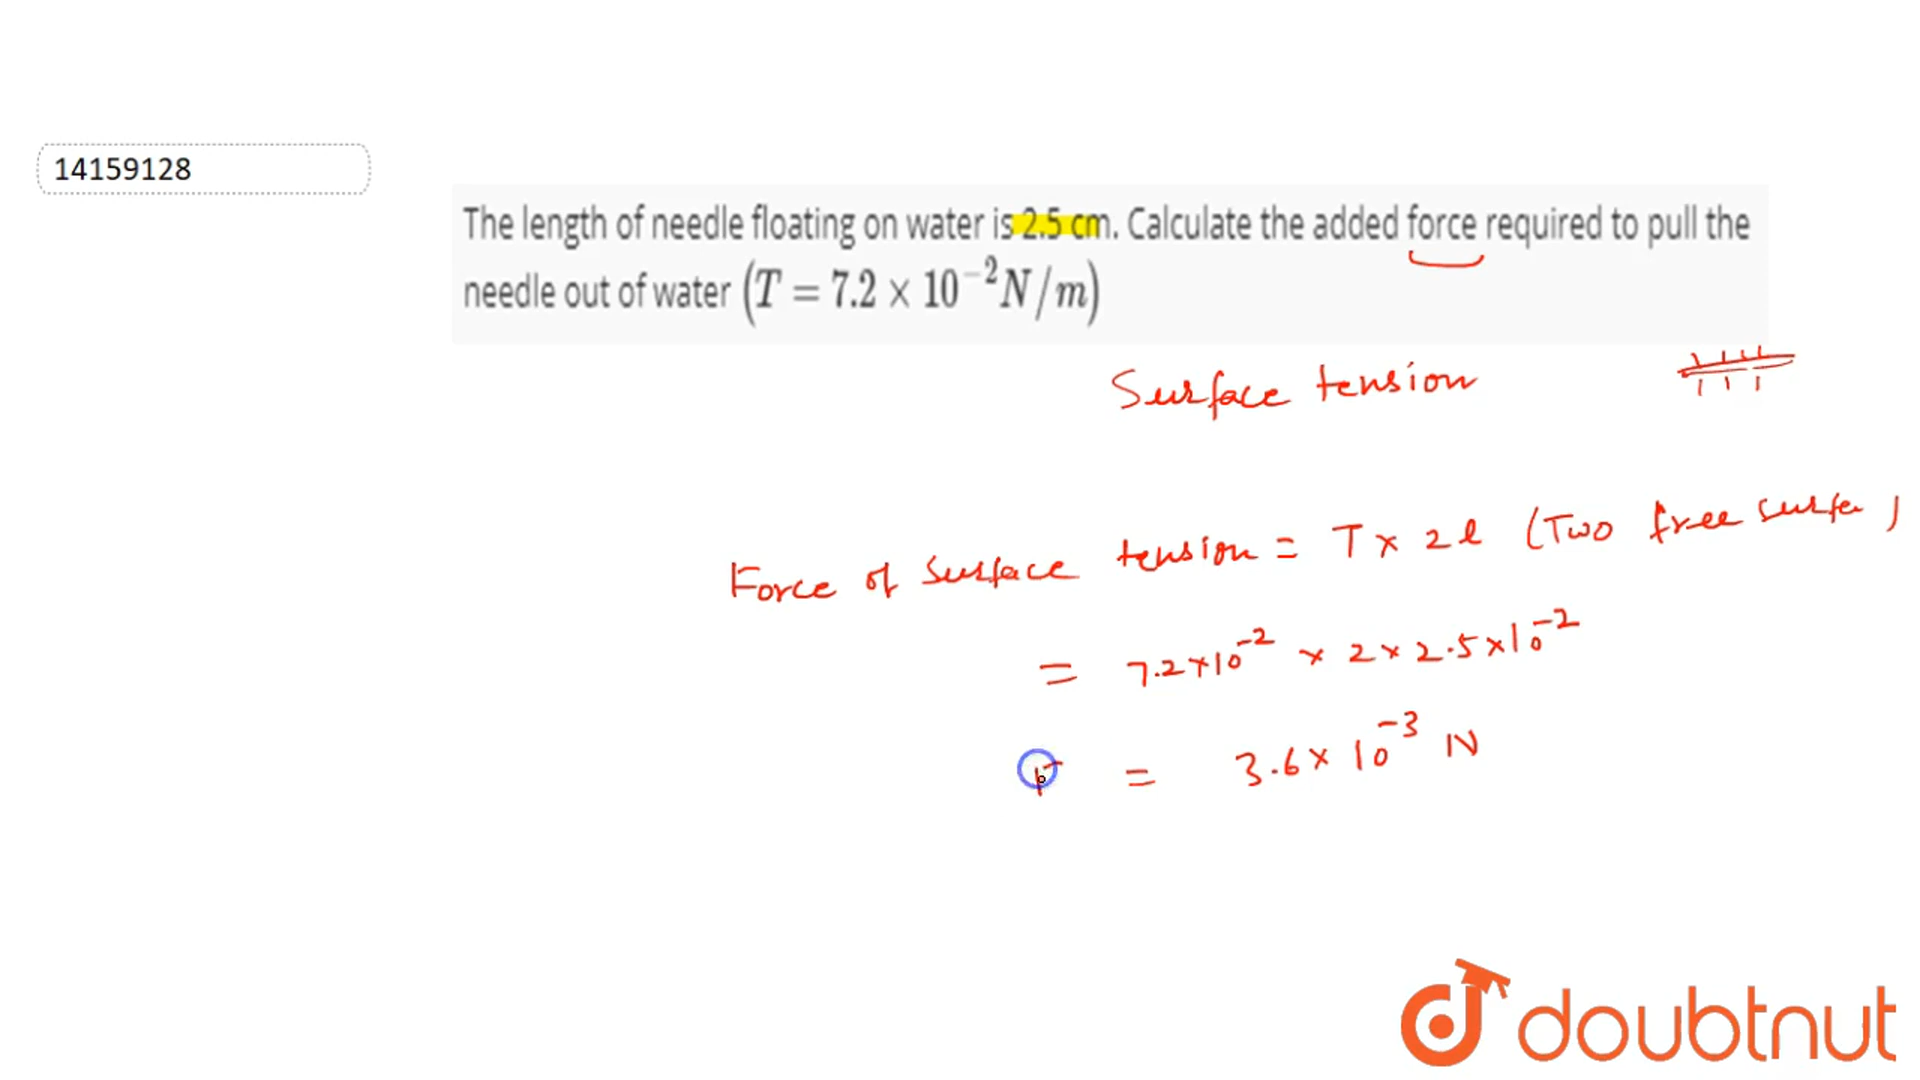 14159128
The length of needle floating on water is 2.5 cm. Calculate the added force required to pull the
needle out of water (T = 7.2 × 10⁻² N/m)
Surface tension
Force of surface tension = T × 2l (Two free surface)
= 7.2×10⁻² × 2 × 2.5×10⁻²
F = 3.6 × 10⁻³ N
doubtnut